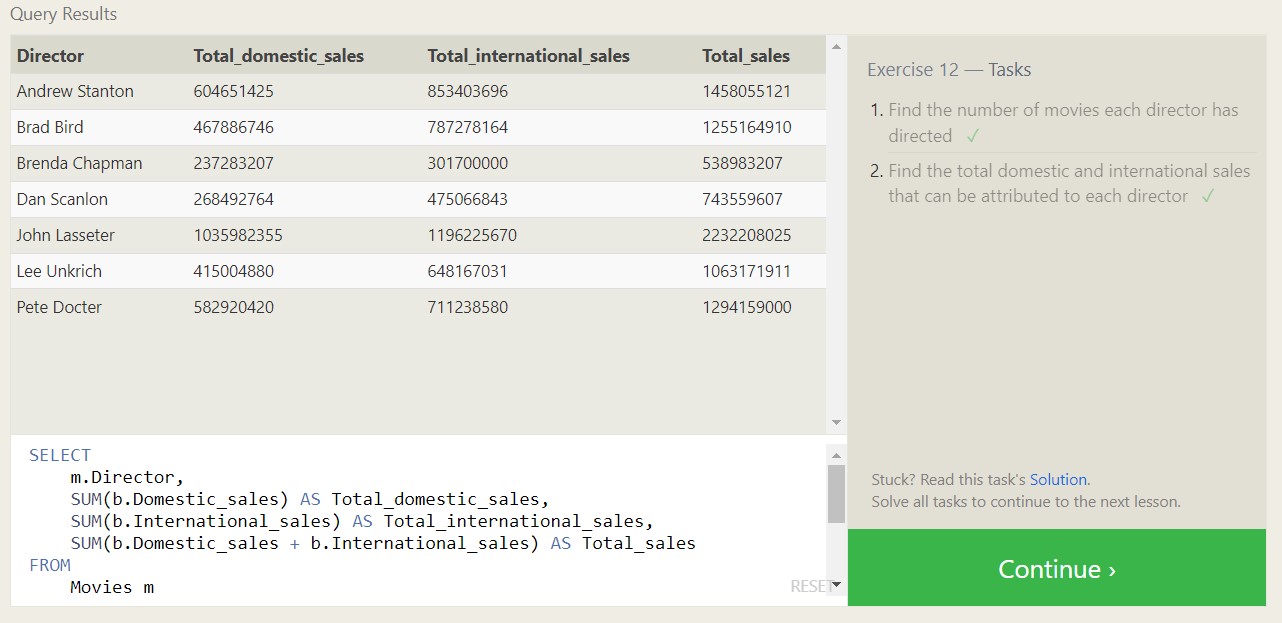 Query Results
Director Total_domestic_sales Total_international_sales Total_sales
Andrew Stanton 604651425 853403696 1458055121
Brad Bird 467886746 787278164 1255164910
Brenda Chapman 237283207 301700000 538983207
Dan Scanlon 268492764 475066843 743559607
John Lasseter 1035982355 1196225670 2232208025
Lee Unkrich 415004880 648167031 1063171911
Pete Docter 582920420 711238580 1294159000
SELECT
    m.Director,
    SUM(b.Domestic_sales) AS Total_domestic_sales,
    SUM(b.International_sales) AS Total_international_sales,
    SUM(b.Domestic_sales + b.International_sales) AS Total_sales
FROM
    Movies m
RESET
Exercise 12 — Tasks
1. Find the number of movies each director has
directed ✓
2. Find the total domestic and international sales
that can be attributed to each director ✓
Stuck? Read this task's Solution.
Solve all tasks to continue to the next lesson.
Continue ›